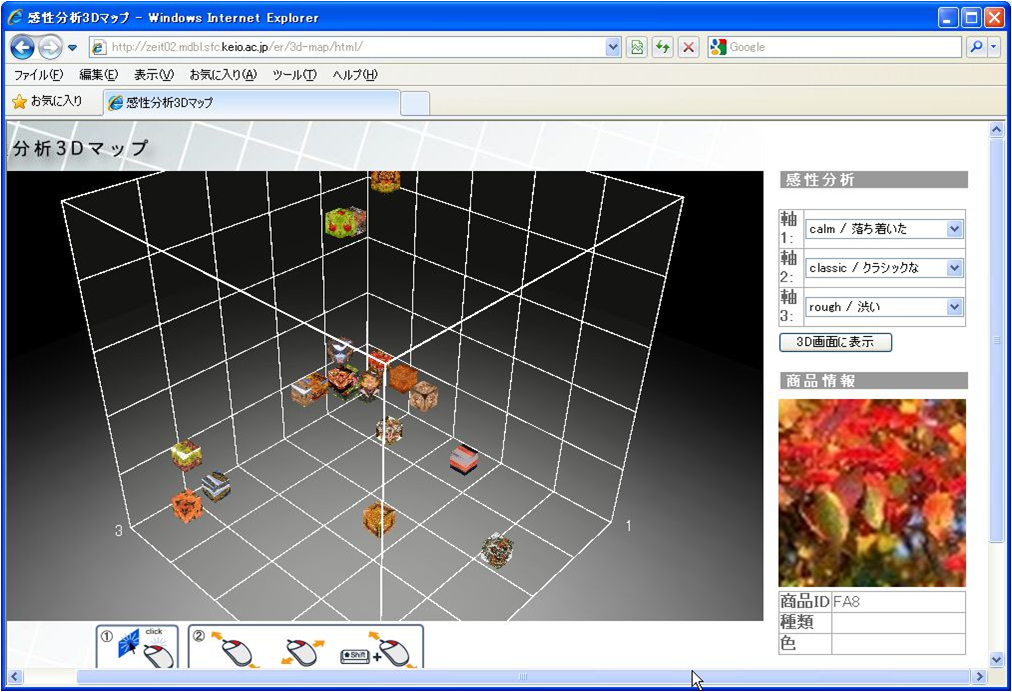 感性分析3Dマップ - Windows Internet Explorer
http://zeit02.mdbl.sfc.keio.ac.jp/er/3d-map/html/
Google
ファイル(F) 編集(E) 表示(V) お気に入り(A) ツール(T) ヘルプ(H)
お気に入り 感性分析3Dマップ
分析3Dマップ
感性分析
軸1: calm / 落ち着いた
軸2: classic / クラシックな
軸3: rough / 渋い
3D画面に表示
商品情報
3
1
商品ID FA8
種類
色
① click
② Shift +